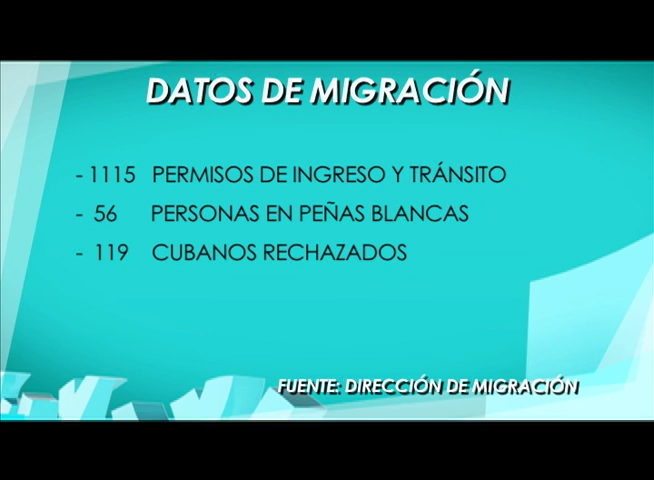 DATOS DE MIGRACIÓN
- 1115 PERMISOS DE INGRESO Y TRÁNSITO
- 56 PERSONAS EN PEÑAS BLANCAS
- 119 CUBANOS RECHAZADOS
FUENTE: DIRECCIÓN DE MIGRACIÓN